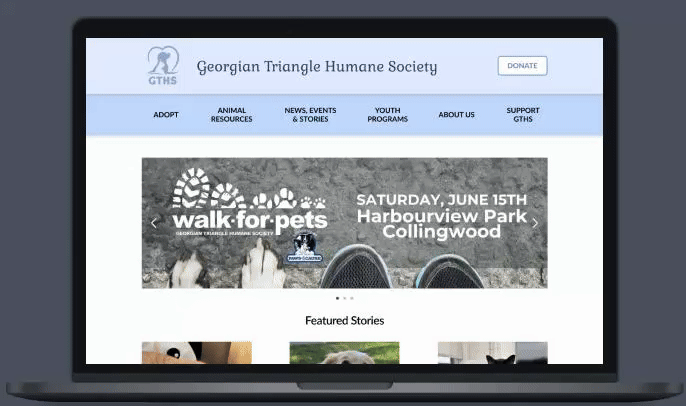 GTHS
Georgian Triangle Humane Society
DONATE
ADOPT
ANIMAL
RESOURCES
NEWS, EVENTS
& STORIES
YOUTH
PROGRAMS
ABOUT US
SUPPORT
GTHS
walk·for·pets
GEORGIAN TRIANGLE HUMANE SOCIETY
SATURDAY, JUNE 15TH
Harbourview Park
Collingwood
Featured Stories